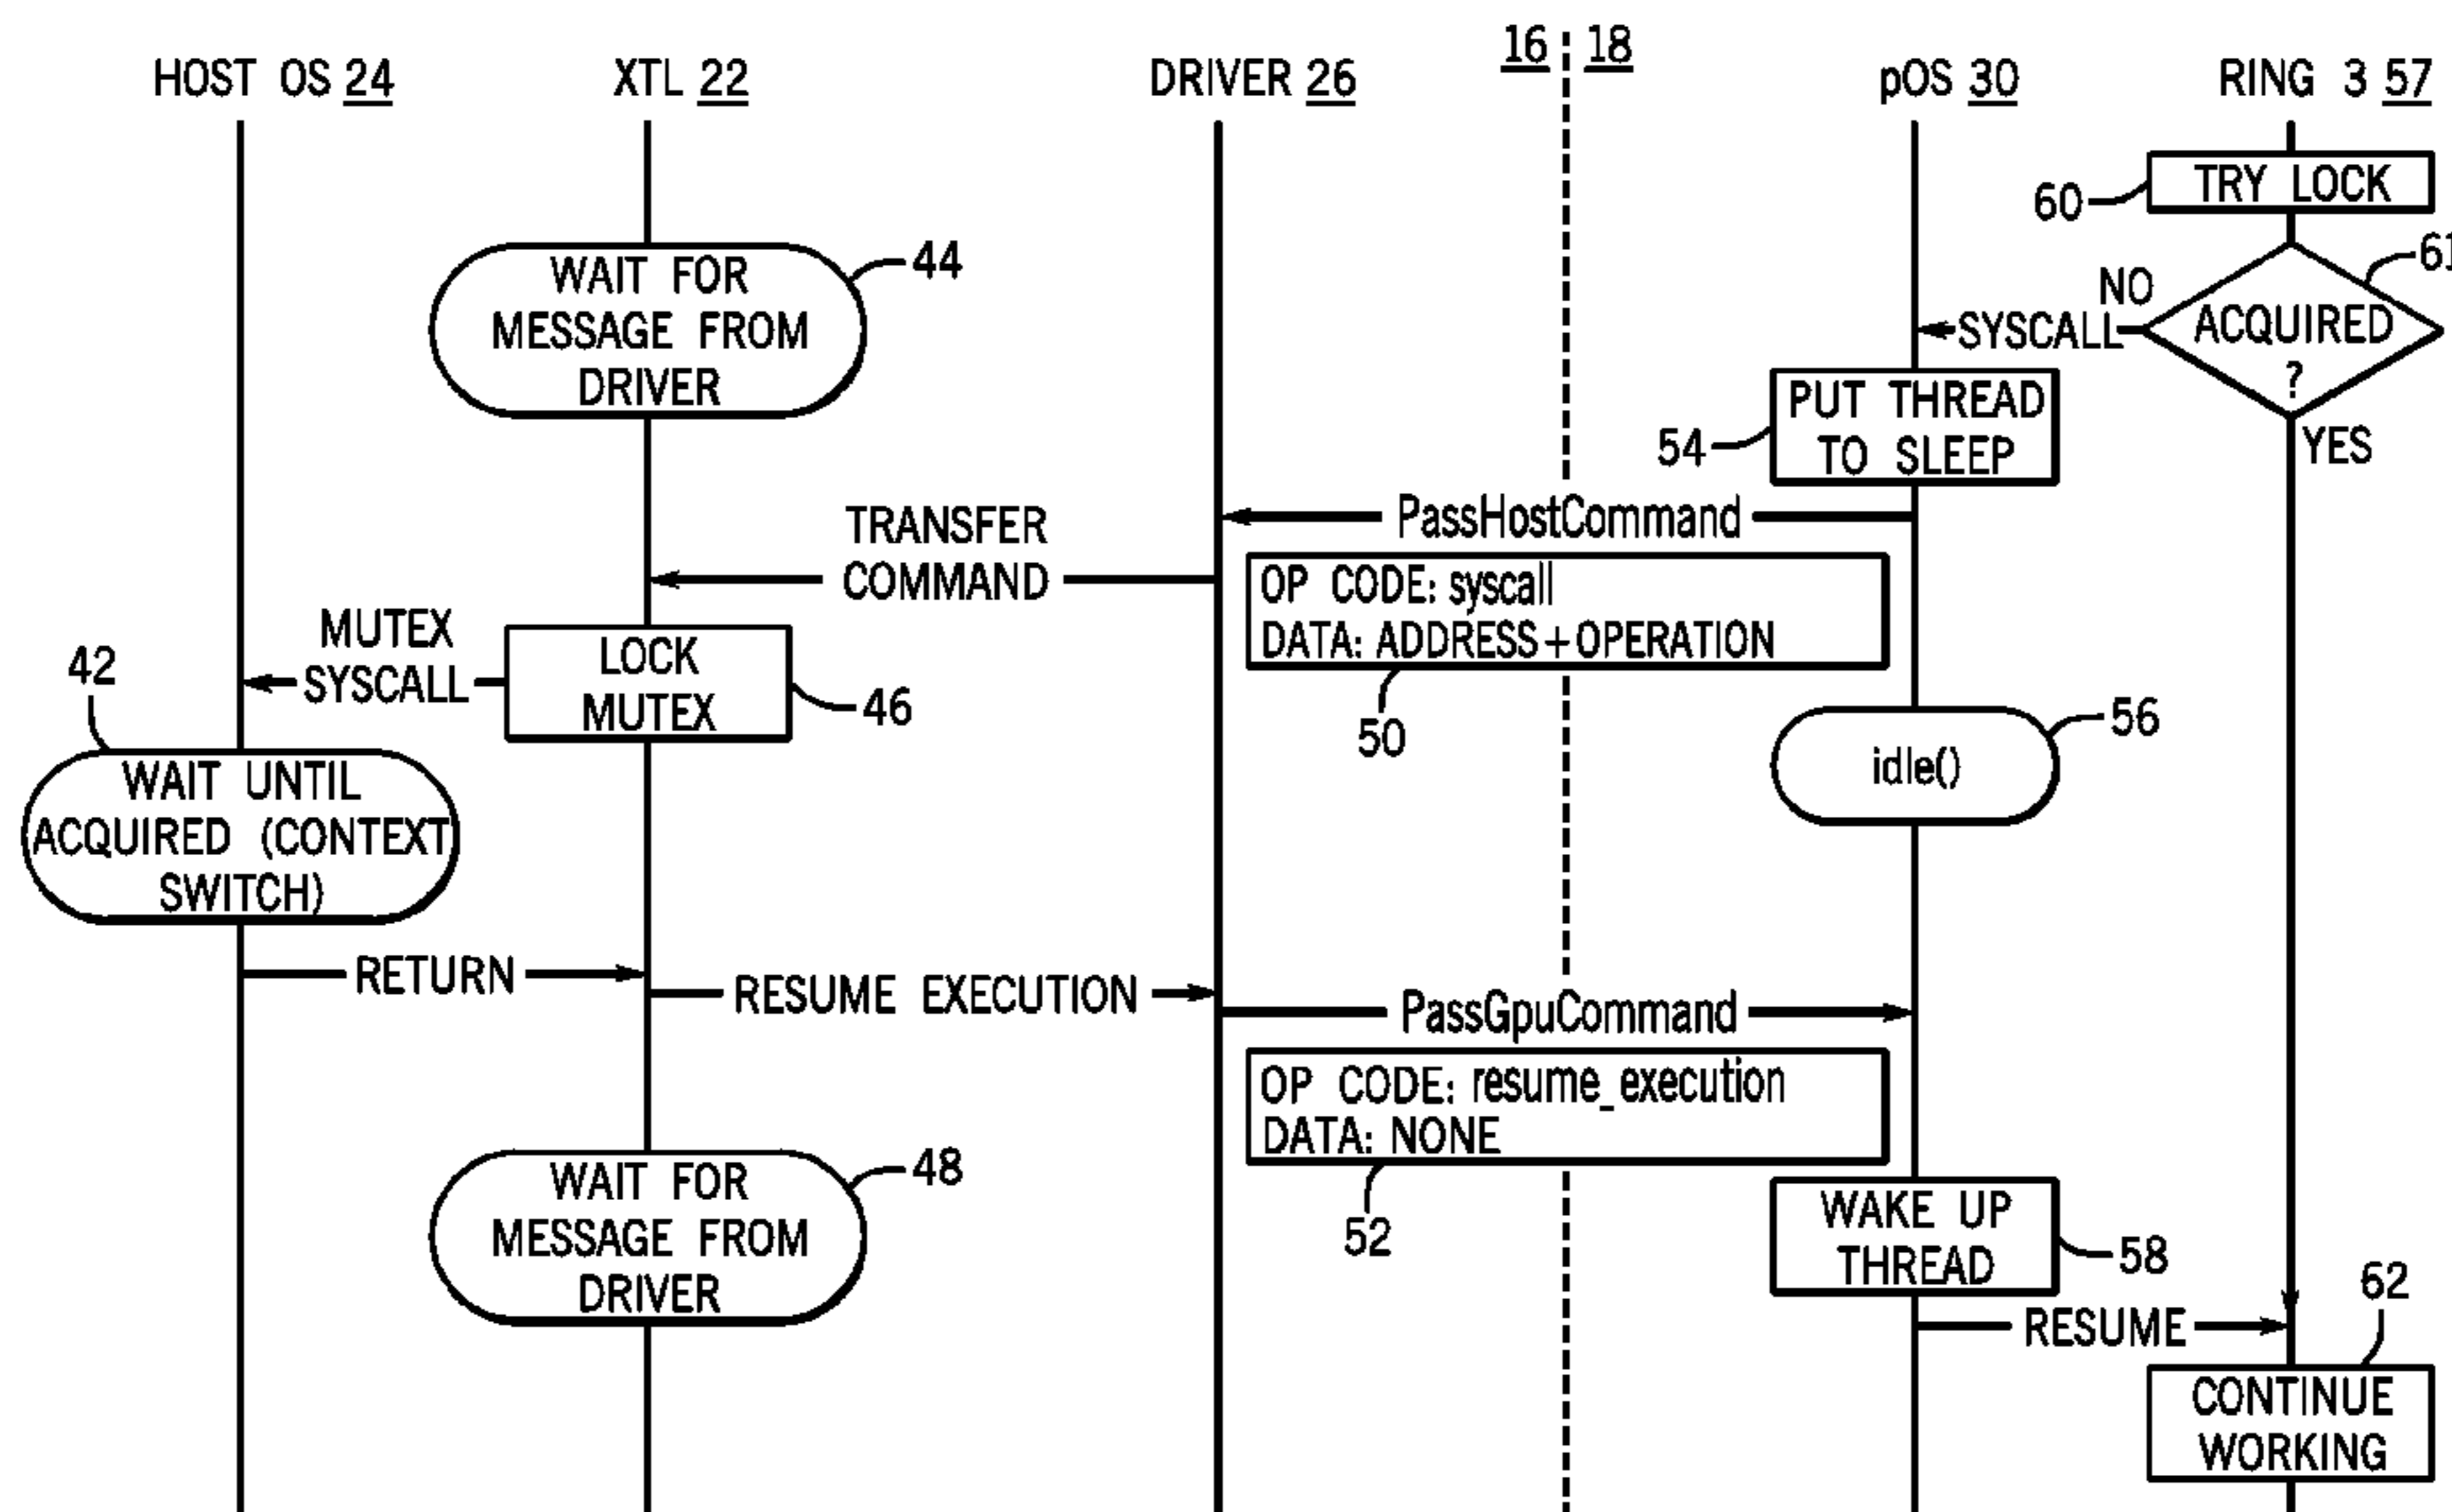 HOST OS 24
XTL 22
DRIVER 26
16
18
pOS 30
RING 3 57
TRY LOCK
60
61
ACQUIRED
?
NO
SYSCALL
YES
WAIT FOR
MESSAGE FROM
DRIVER
44
PUT THREAD
TO SLEEP
54
PassHostCommand
TRANSFER
COMMAND
OP CODE: syscall
DATA: ADDRESS+OPERATION
50
LOCK
MUTEX
46
MUTEX
SYSCALL
42
WAIT UNTIL
ACQUIRED (CONTEXT
SWITCH)
idle()
56
RETURN
RESUME EXECUTION
PassGpuCommand
OP CODE: resume_execution
DATA: NONE
52
WAIT FOR
MESSAGE FROM
DRIVER
48
WAKE UP
THREAD
58
RESUME
62
CONTINUE
WORKING